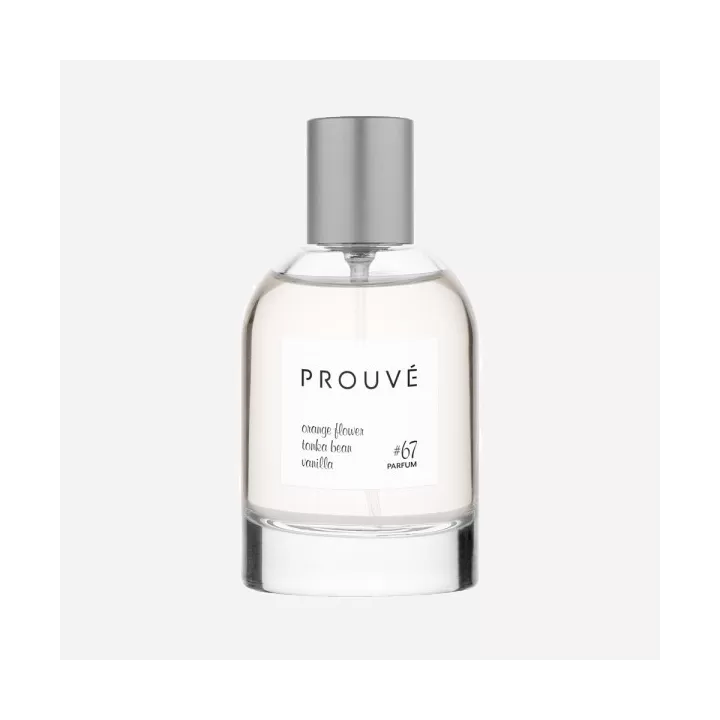 PROUVÉ
orange flower
tonka bean
vanilla
#67
PARFUM